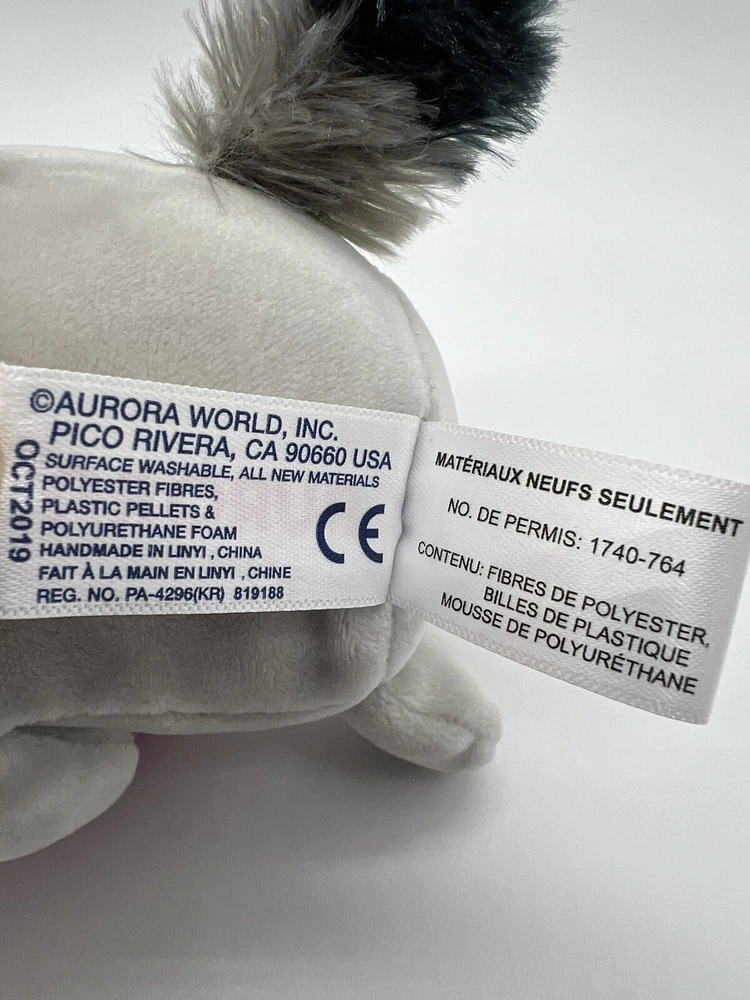 ©AURORA WORLD, INC.
PICO RIVERA, CA 90660 USA
SURFACE WASHABLE, ALL NEW MATERIALS
POLYESTER FIBRES,
PLASTIC PELLETS &
POLYURETHANE FOAM
HANDMADE IN LINYI , CHINA
FAIT À LA MAIN EN LINYI , CHINE
REG. NO. PA-4296(KR) 819188
OCT2019
CE
MATÉRIAUX NEUFS SEULEMENT
NO. DE PERMIS: 1740-764
CONTENU: FIBRES DE POLYESTER,
BILLES DE PLASTIQUE
MOUSSE DE POLYURÉTHANE